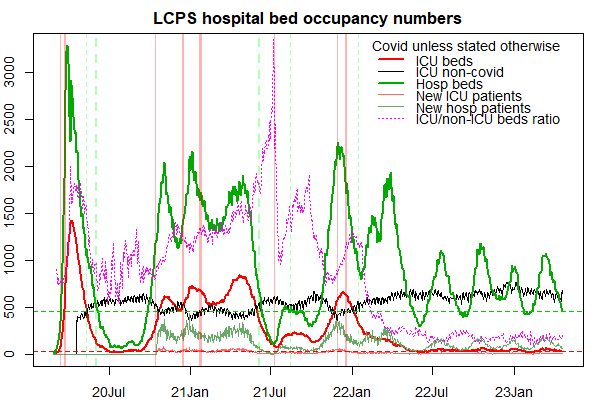 LCPS hospital bed occupancy numbers
Covid unless stated otherwise
ICU beds
ICU non-covid
Hosp beds
New ICU patients
New hosp patients
ICU/non-ICU beds ratio
3000
2500
2000
1500
1000
500
0
20Jul 21Jan 21Jul 22Jan 22Jul 23Jan